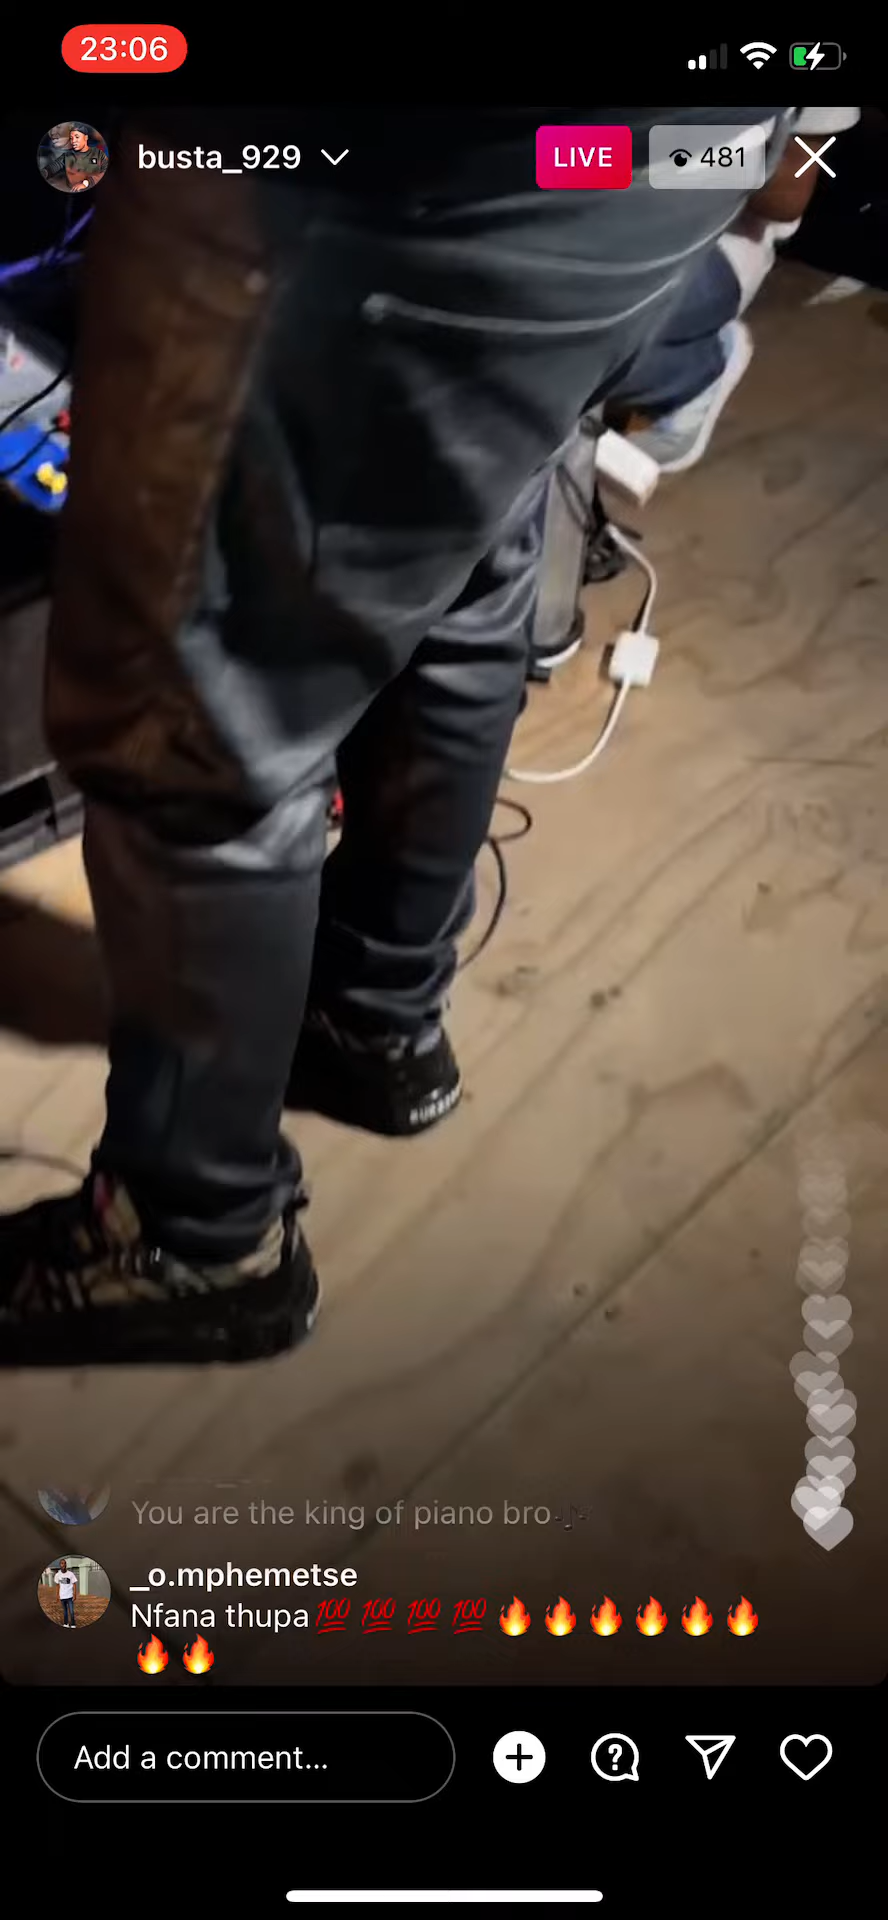 23:06
busta_929
LIVE
481
You are the king of piano bro🎶
_o.mphemetse
Nfana thupa💯💯💯💯🔥🔥🔥🔥🔥🔥
🔥🔥
Add a comment...